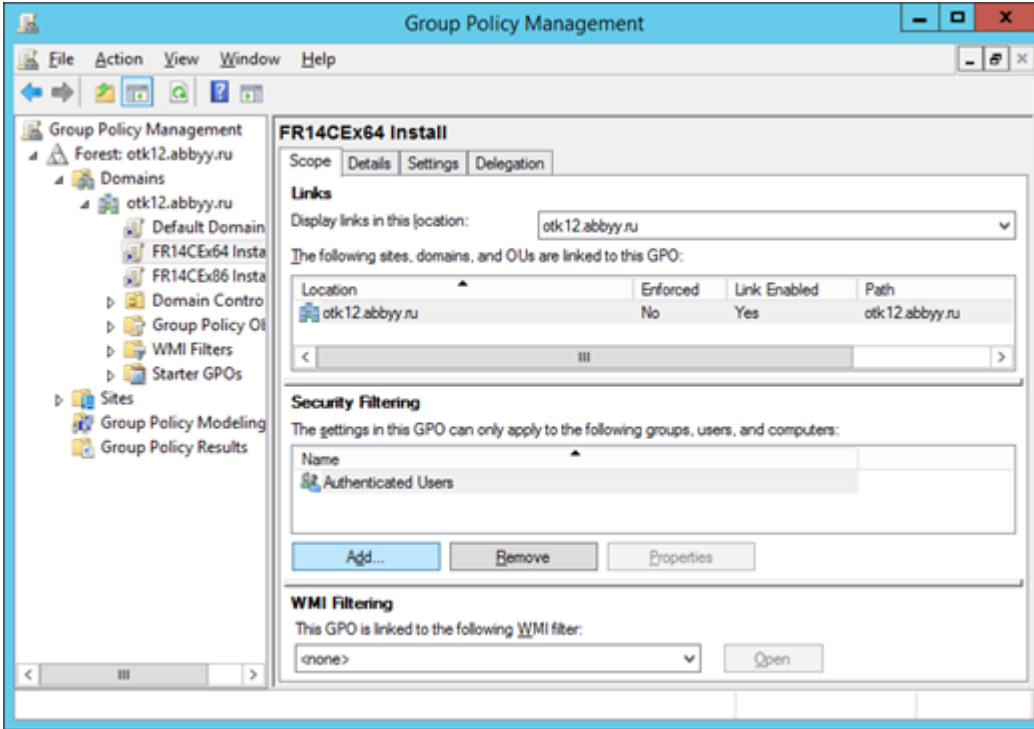 Group Policy Management
File Action View Window Help
Group Policy Management
Forest: otk12.abbyy.ru
Domains
otk12.abbyy.ru
Default Domain
FR14CEx64 Insta
FR14CEx86 Insta
Domain Contro
Group Policy Ob
WMI Filters
Starter GPOs
Sites
Group Policy Modeling
Group Policy Results
FR14CEx64 Install
Scope Details Settings Delegation
Links
Display links in this location: otk12.abbyy.ru
The following sites, domains, and OUs are linked to this GPO:
Location Enforced Link Enabled Path
otk12.abbyy.ru No Yes otk12.abbyy.ru
Security Filtering
The settings in this GPO can only apply to the following groups, users, and computers:
Name
Authenticated Users
Add... Remove Properties
WMI Filtering
This GPO is linked to the following WMI filter:
<none> Open